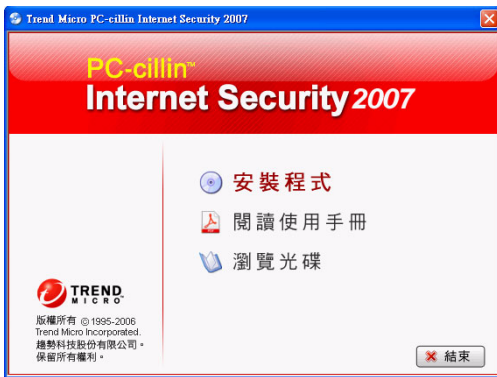 Trend Micro PC-cillin Internet Security 2007
PC-cillin™
Internet Security 2007
安裝程式
閱讀使用手冊
瀏覽光碟
TREND
MICRO™
版權所有 © 1995-2006
Trend Micro Incorporated.
趨勢科技股份有限公司。
保留所有權利。
結束